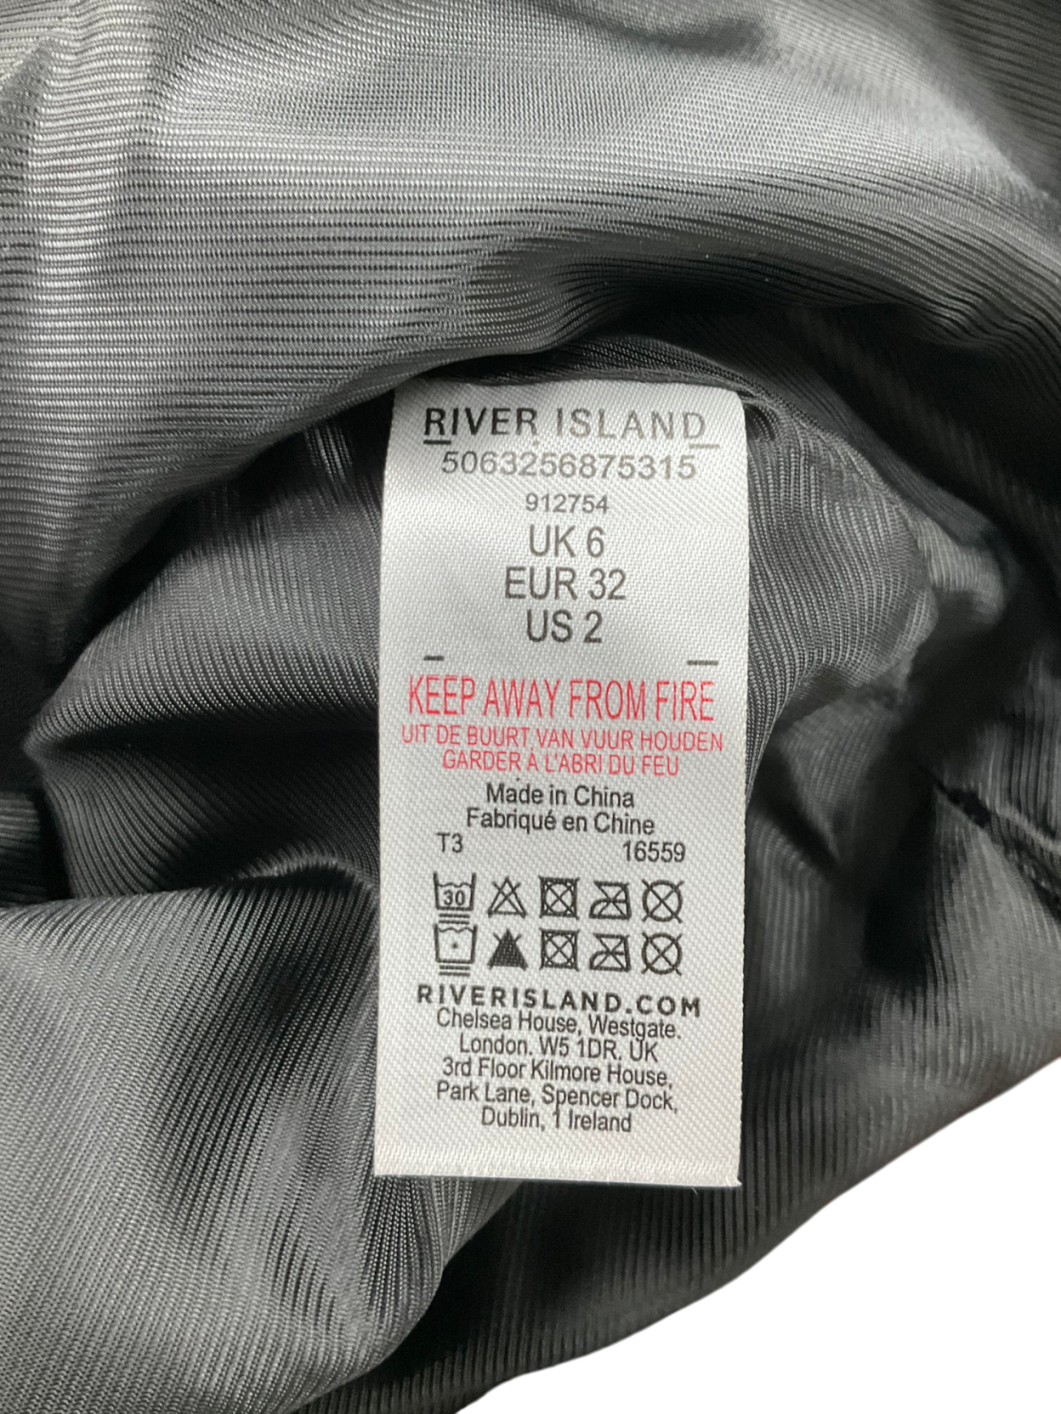 RIVER ISLAND
5063256875315
912754
UK 6
EUR 32
US 2
KEEP AWAY FROM FIRE
UIT DE BUURT VAN VUUR HOUDEN
GARDER À L'ABRI DU FEU
Made in China
Fabriqué en Chine
T3 16559
30
RIVERISLAND.COM
Chelsea House, Westgate.
London. W5 1DR. UK
3rd Floor Kilmore House,
Park Lane, Spencer Dock,
Dublin, 1 Ireland